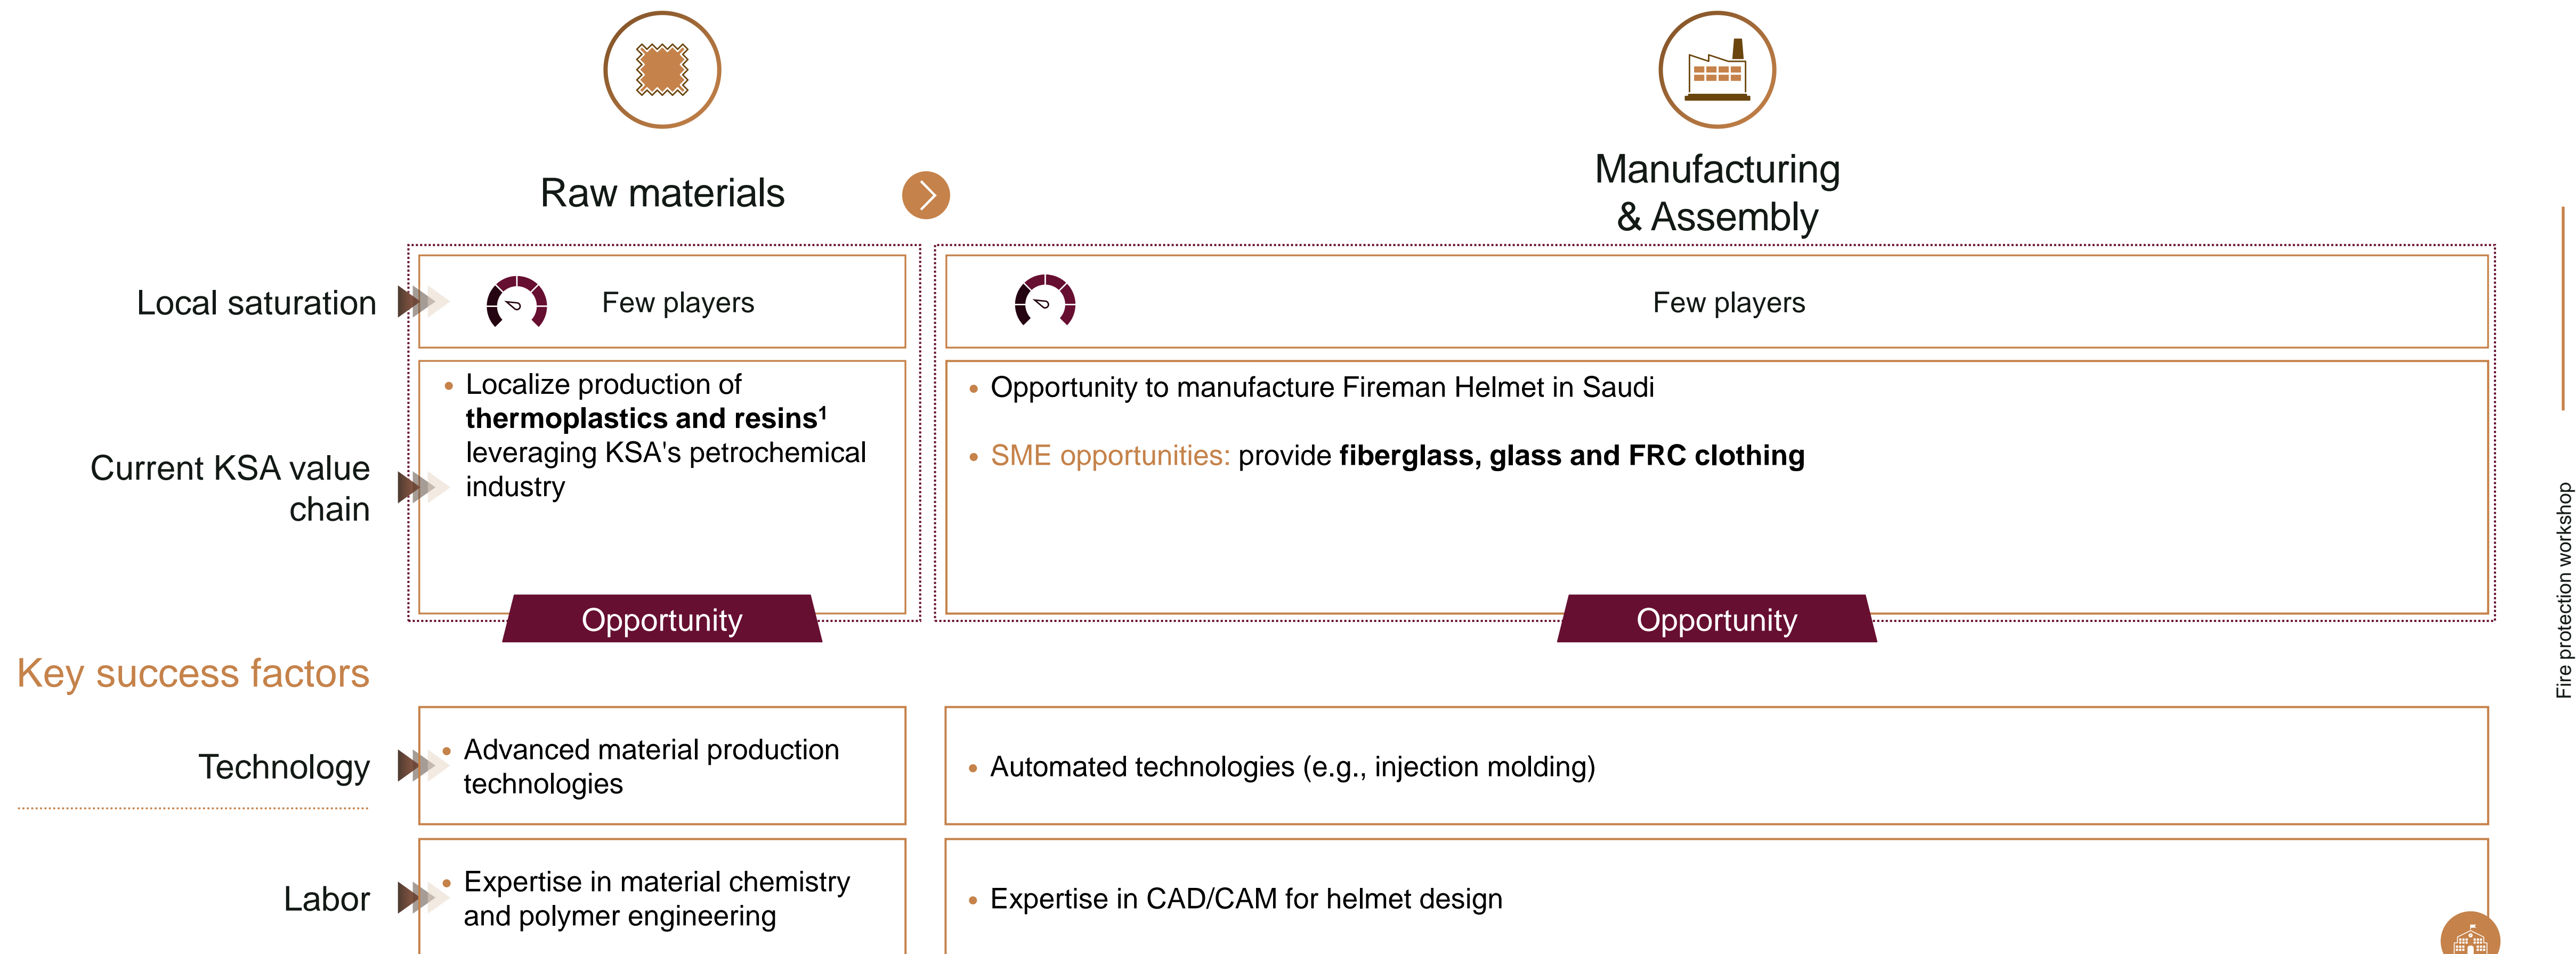 Raw materials
Manufacturing
& Assembly
Local saturation
Few players
Few players
Current KSA value
chain
• Localize production of
thermoplastics and resins¹
leveraging KSA's petrochemical
industry
• Opportunity to manufacture Fireman Helmet in Saudi
• SME opportunities: provide fiberglass, glass and FRC clothing
Opportunity
Opportunity
Key success factors
Technology
• Advanced material production
technologies
• Automated technologies (e.g., injection molding)
Labor
• Expertise in material chemistry
and polymer engineering
• Expertise in CAD/CAM for helmet design
Fire protection workshop